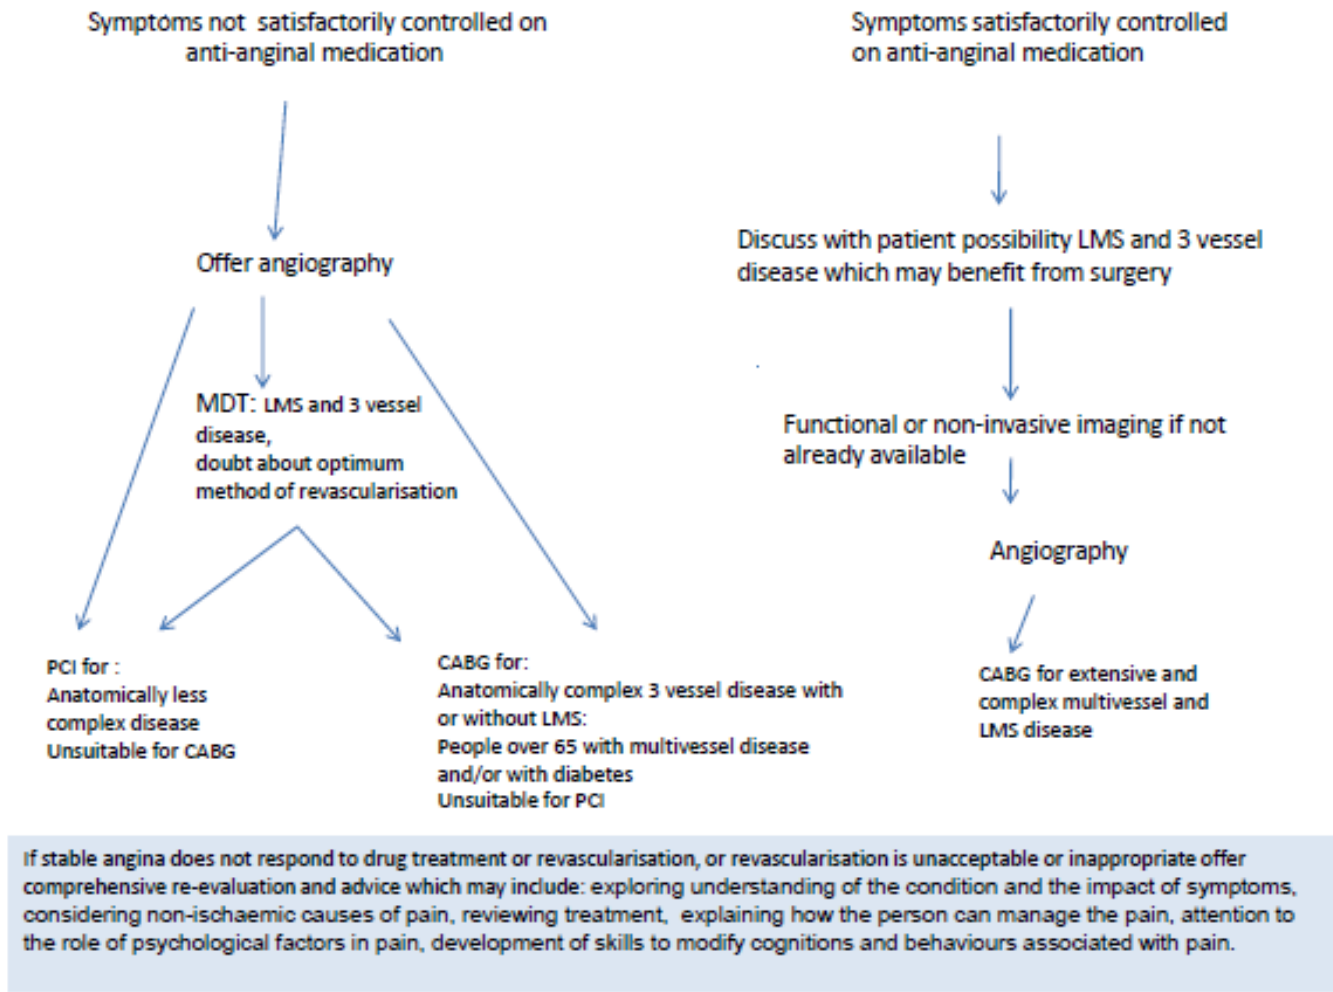 Symptoms not satisfactorily controlled on
anti-anginal medication
Offer angiography
MDT: LMS and 3 vessel
disease,
doubt about optimum
method of revascularisation
PCI for :
Anatomically less
complex disease
Unsuitable for CABG
CABG for:
Anatomically complex 3 vessel disease with
or without LMS:
People over 65 with multivessel disease
and/or with diabetes
Unsuitable for PCI
Symptoms satisfactorily controlled
on anti-anginal medication
Discuss with patient possibility LMS and 3 vessel
disease which may benefit from surgery
Functional or non-invasive imaging if not
already available
Angiography
CABG for extensive and
complex multivessel and
LMS disease
If stable angina does not respond to drug treatment or revascularisation, or revascularisation is unacceptable or inappropriate offer
comprehensive re-evaluation and advice which may include: exploring understanding of the condition and the impact of symptoms,
considering non-ischaemic causes of pain, reviewing treatment, explaining how the person can manage the pain, attention to
the role of psychological factors in pain, development of skills to modify cognitions and behaviours associated with pain.